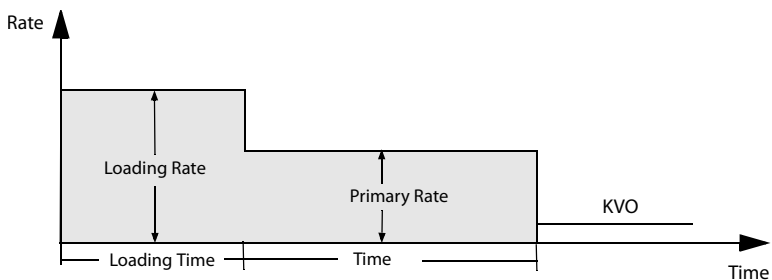 Rate
Loading Rate
Primary Rate
KVO
Loading Time
Time
Time